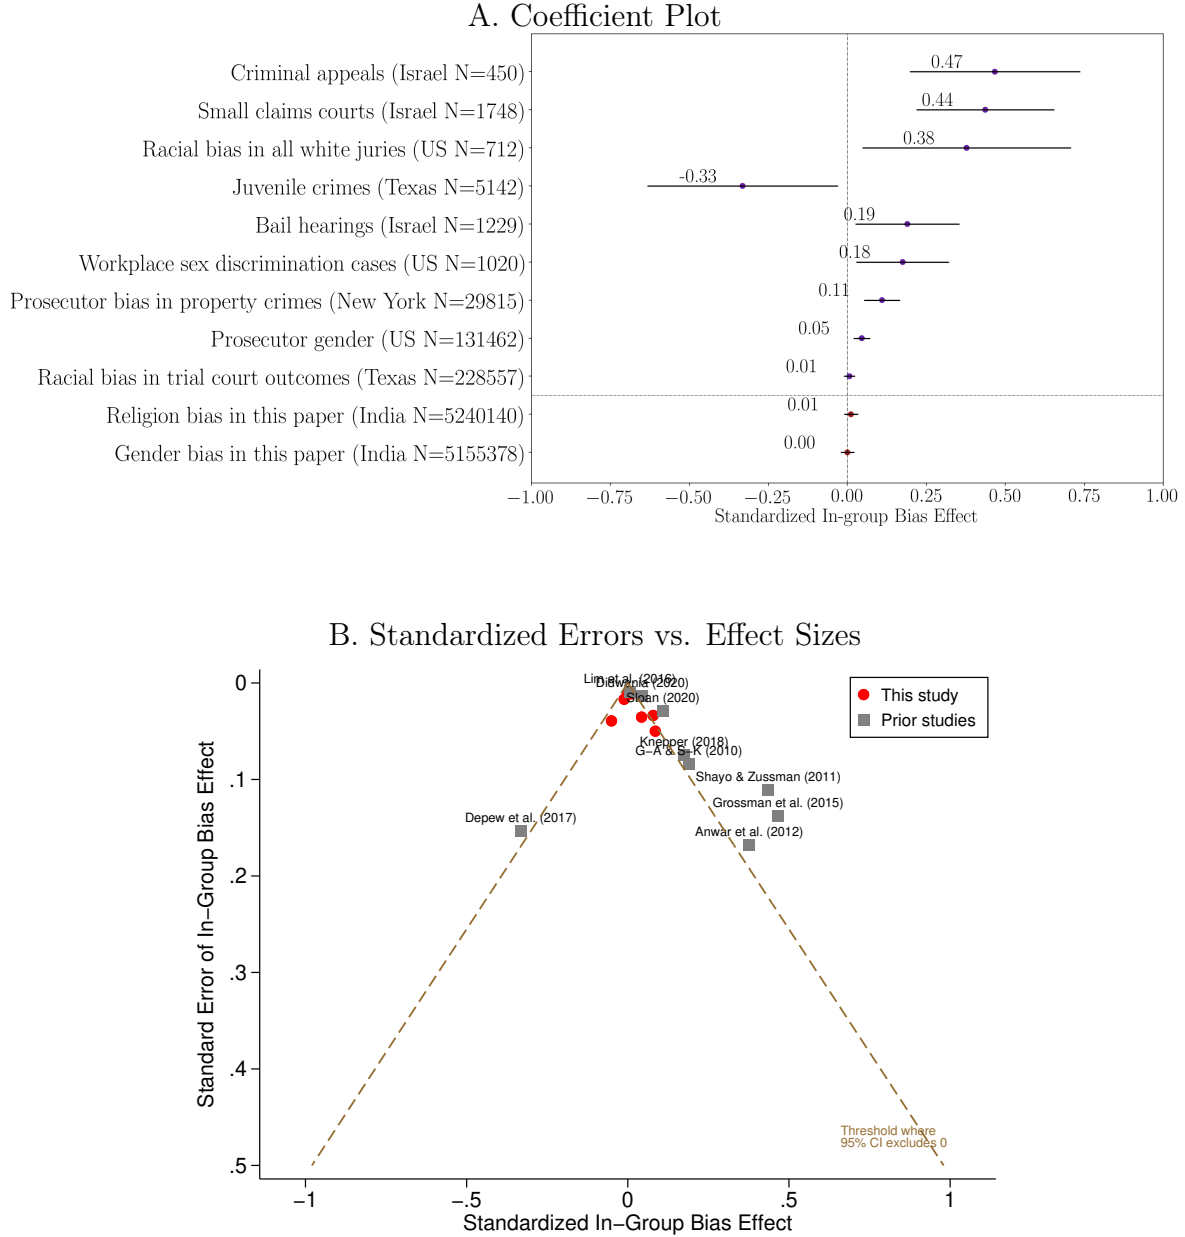 A. Coefficient Plot
Criminal appeals (Israel N=450)
0.47
Small claims courts (Israel N=1748)
0.44
Racial bias in all white juries (US N=712)
0.38
Juvenile crimes (Texas N=5142)
-0.33
Bail hearings (Israel N=1229)
0.19
Workplace sex discrimination cases (US N=1020)
0.18
Prosecutor bias in property crimes (New York N=29815)
0.11
Prosecutor gender (US N=131462)
0.05
Racial bias in trial court outcomes (Texas N=228557)
0.01
Religion bias in this paper (India N=5240140)
0.01
Gender bias in this paper (India N=5155378)
0.00
−1.00 −0.75 −0.50 −0.25 0.00 0.25 0.50 0.75 1.00
Standardized In-group Bias Effect
B. Standardized Errors vs. Effect Sizes
Standard Error of In−Group Bias Effect
0
.1
.2
.3
.4
.5
Lim et al. (2016)
Didwania (2020)
Sloan (2020)
Knepper (2018)
G−A & S−K (2010)
Shayo & Zussman (2011)
Grossman et al. (2015)
Depew et al. (2017)
Anwar et al. (2012)
This study
Prior studies
Threshold where
95% CI excludes 0
−1 −.5 0 .5 1
Standardized In−Group Bias Effect